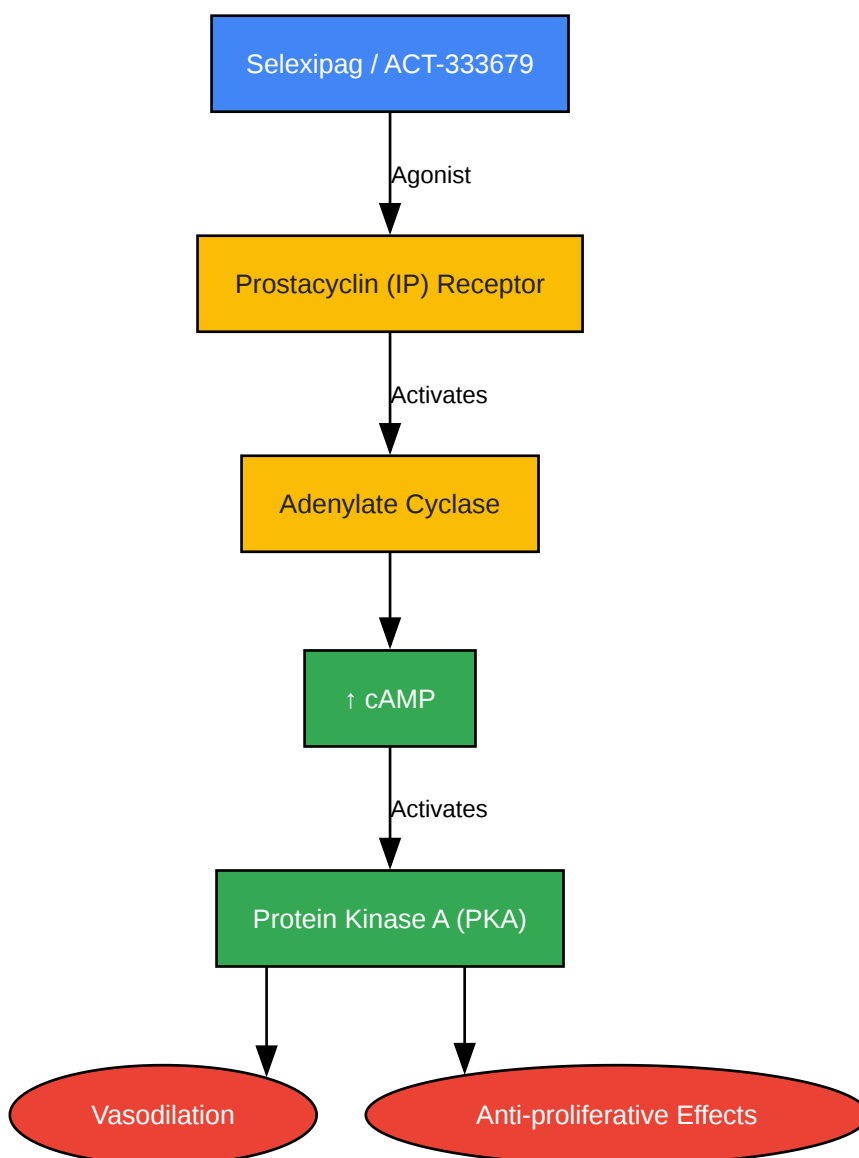 Selexipag / ACT-333679
Agonist
Prostacyclin (IP) Receptor
Activates
Adenylate Cyclase
↑ cAMP
Activates
Protein Kinase A (PKA)
Vasodilation
Anti-proliferative Effects